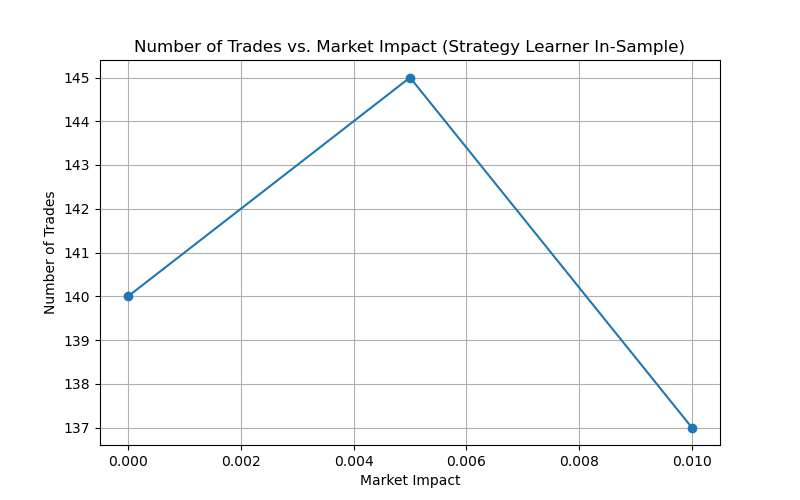 Number of Trades vs. Market Impact (Strategy Learner In-Sample)
145
144
143
142
141
140
139
138
137
Number of Trades
0.000 0.002 0.004 0.006 0.008 0.010
Market Impact